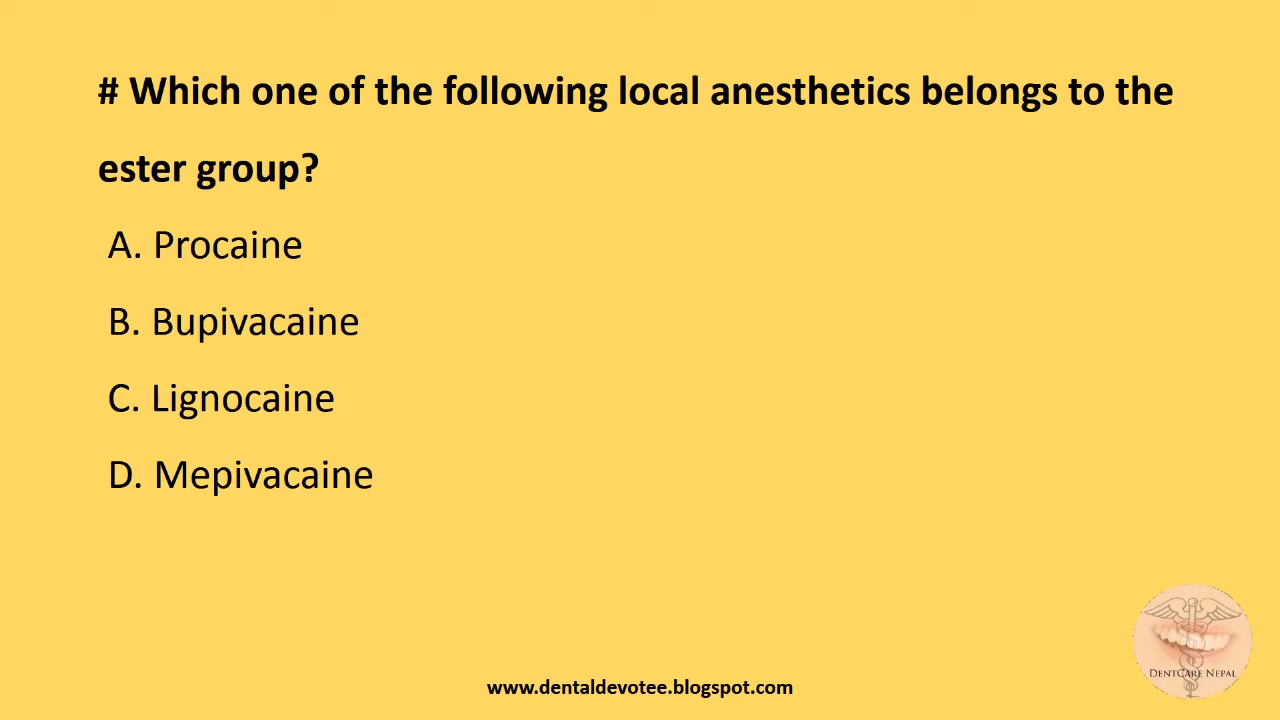 # Which one of the following local anesthetics belongs to the
ester group?
A. Procaine
B. Bupivacaine
C. Lignocaine
D. Mepivacaine
DENTCARE NEPAL
www.dentaldevotee.blogspot.com